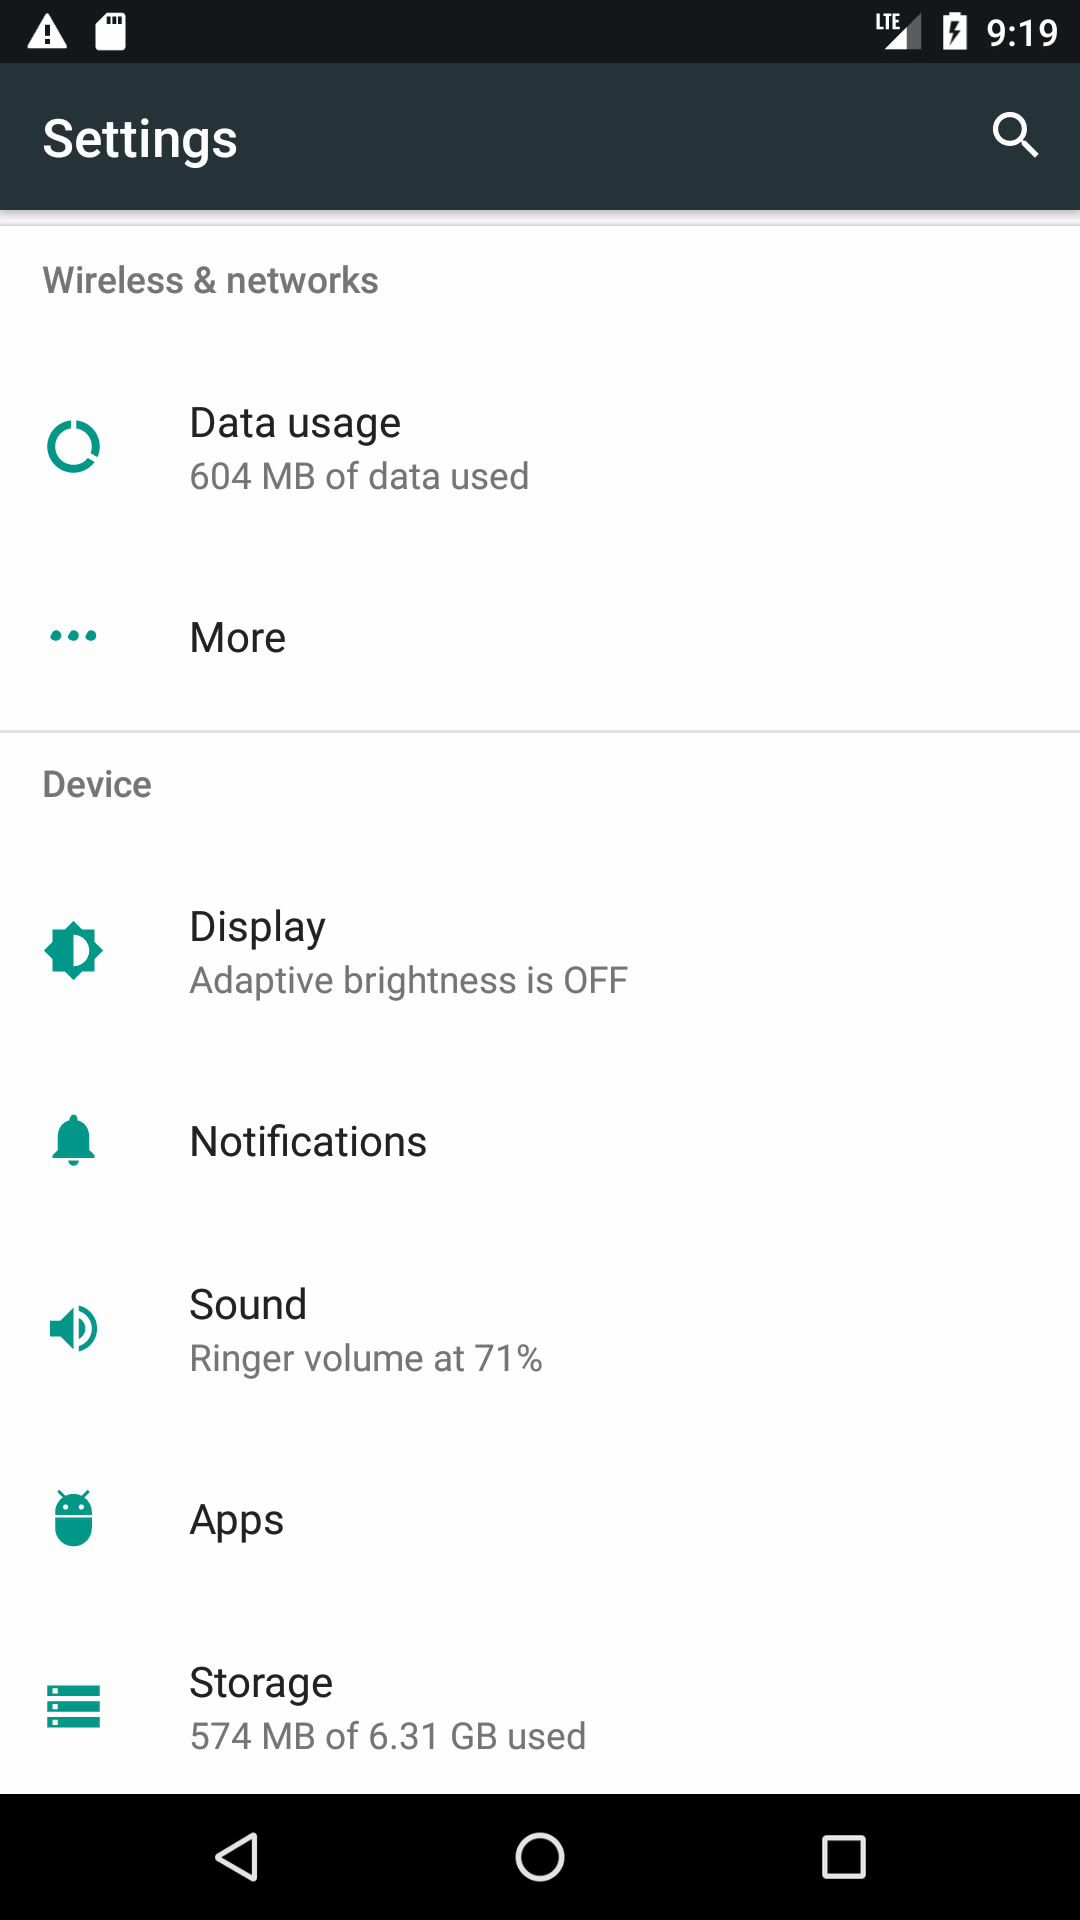 LTE 9:19
Settings
Wireless & networks
Data usage
604 MB of data used
More
Device
Display
Adaptive brightness is OFF
Notifications
Sound
Ringer volume at 71%
Apps
Storage
574 MB of 6.31 GB used